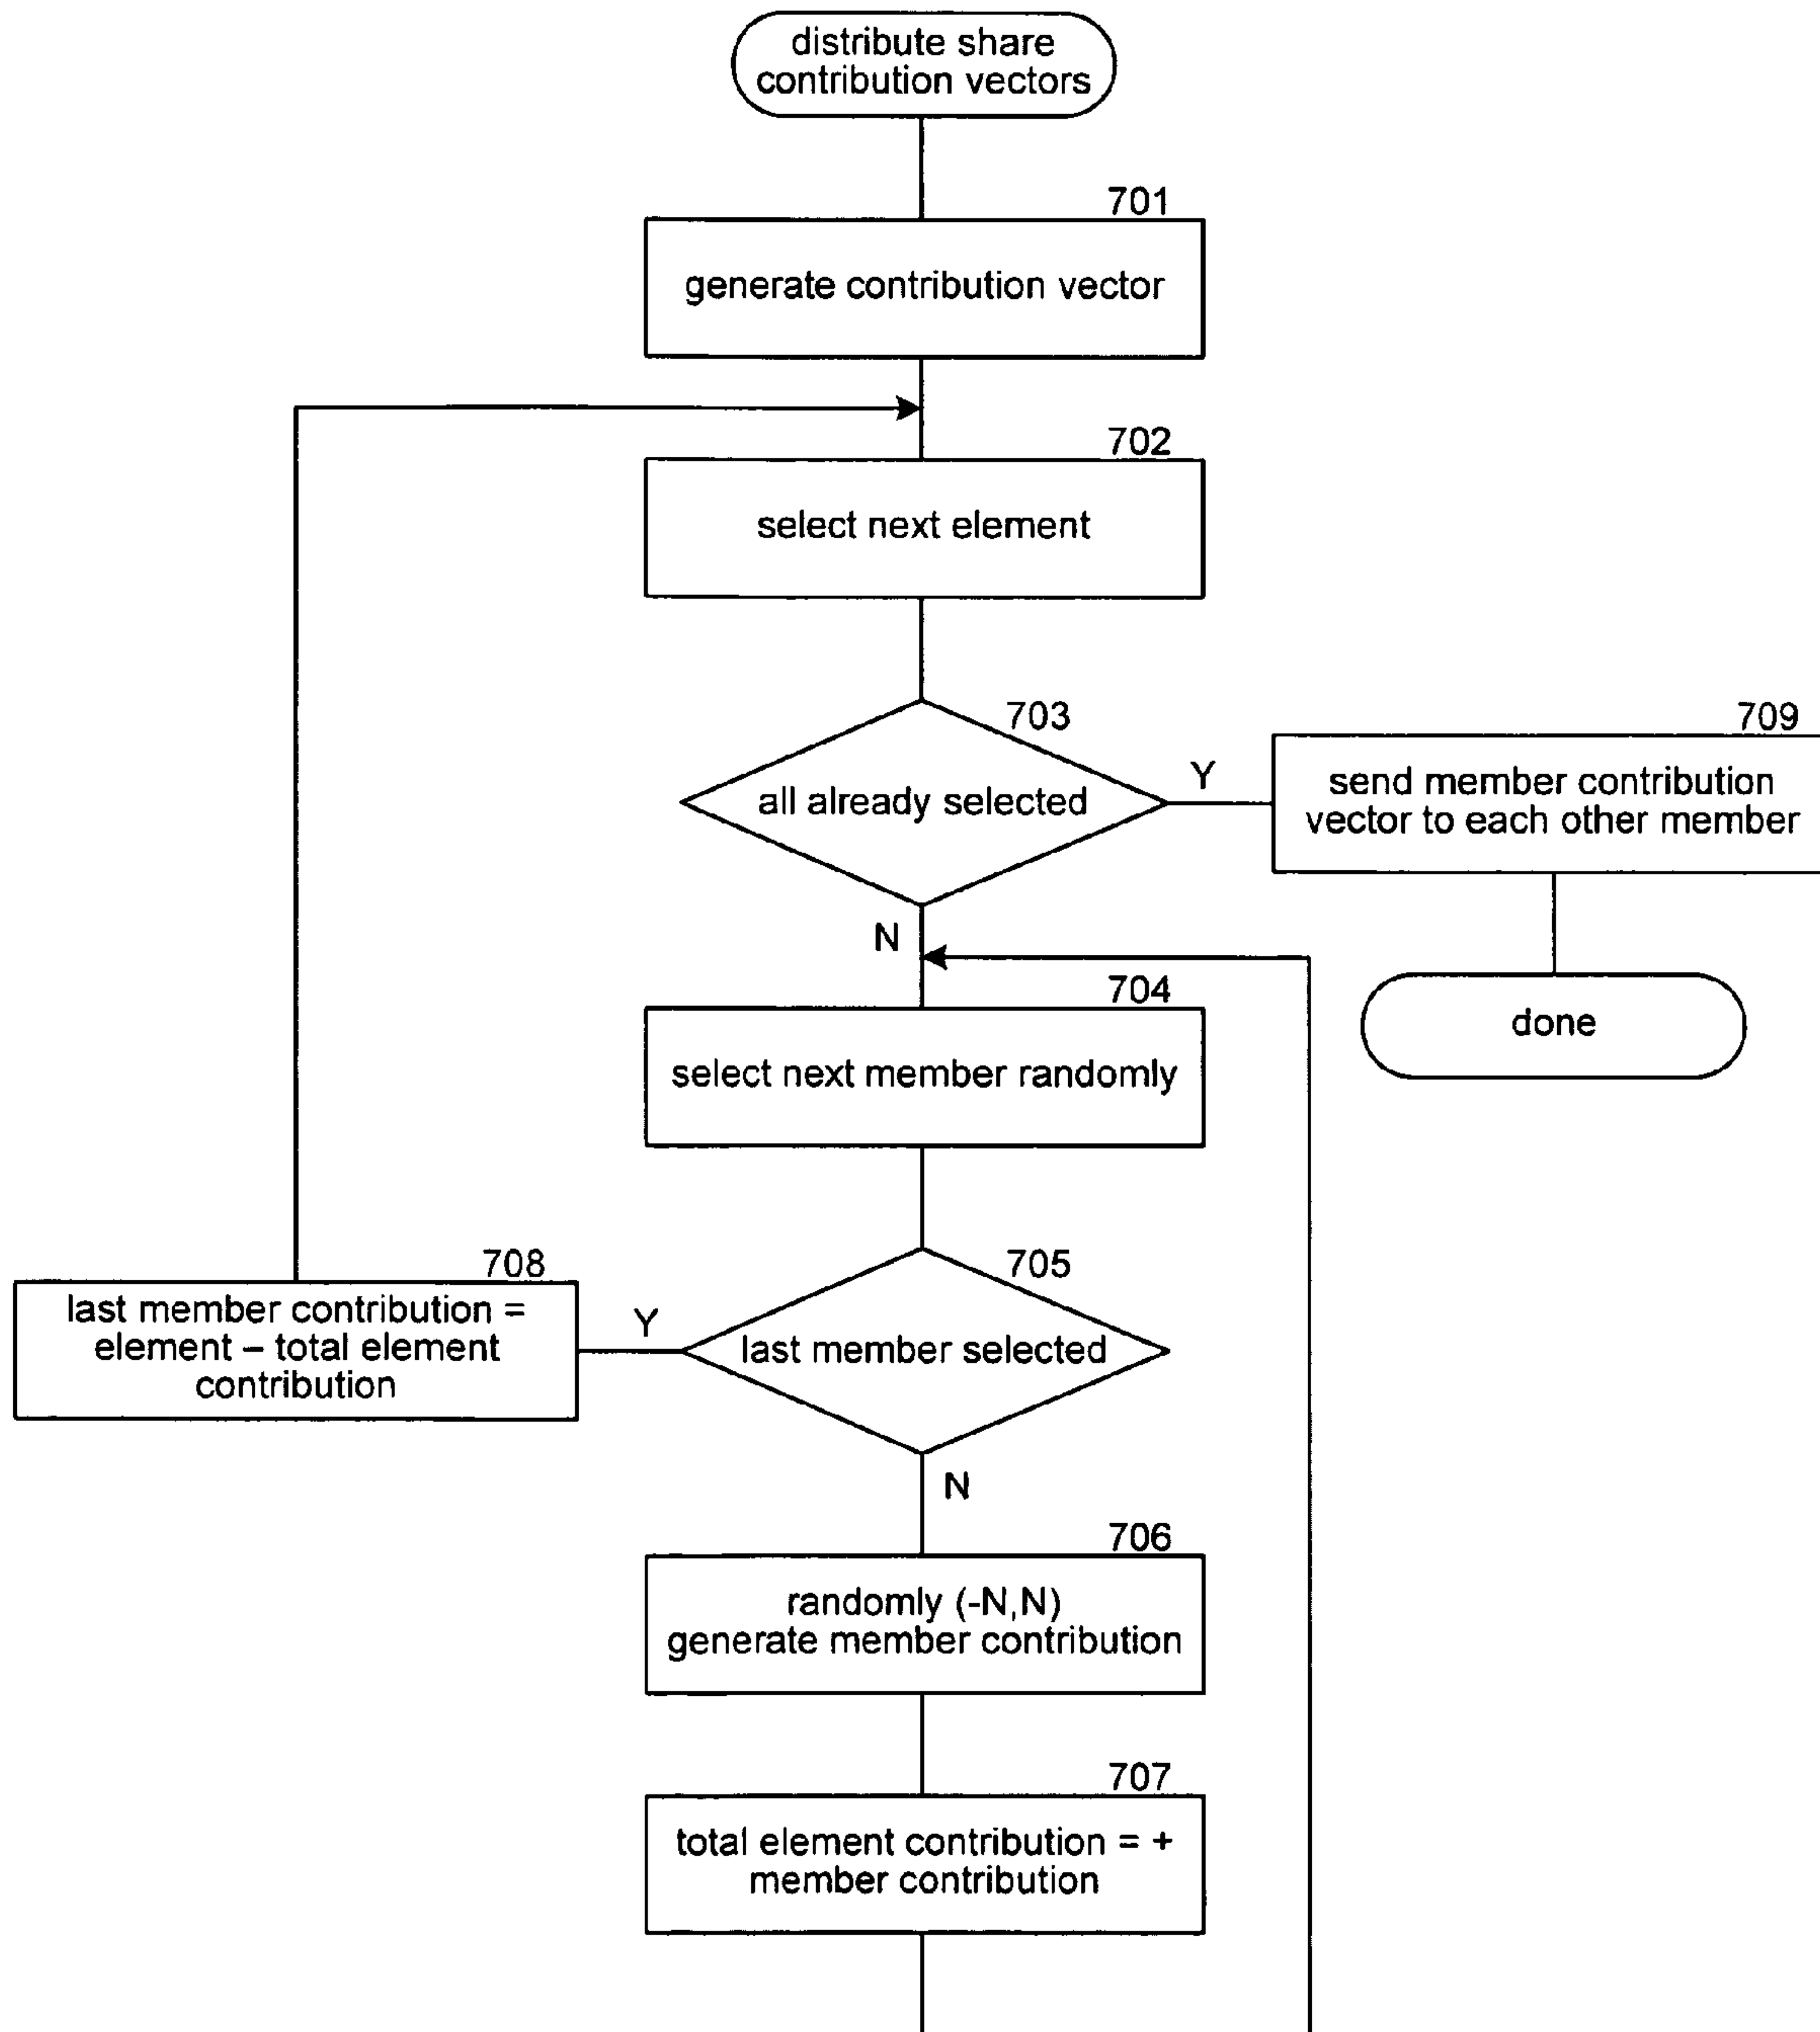 distribute share
contribution vectors
701
generate contribution vector
702
select next element
703
all already selected
Y
709
send member contribution
vector to each other member
N
done
704
select next member randomly
705
last member selected
Y
708
last member contribution =
element – total element
contribution
N
706
randomly (-N,N)
generate member contribution
707
total element contribution = +
member contribution